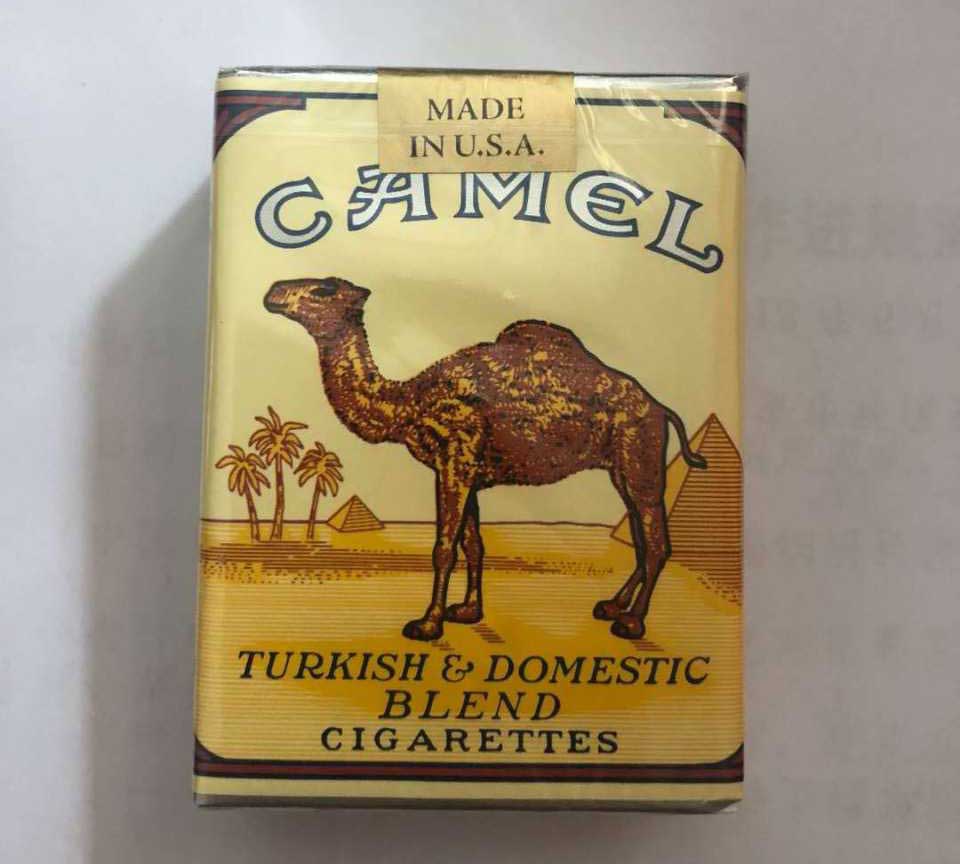 MADE
IN U.S.A.
CAMEL
TURKISH & DOMESTIC
BLEND
CIGARETTES